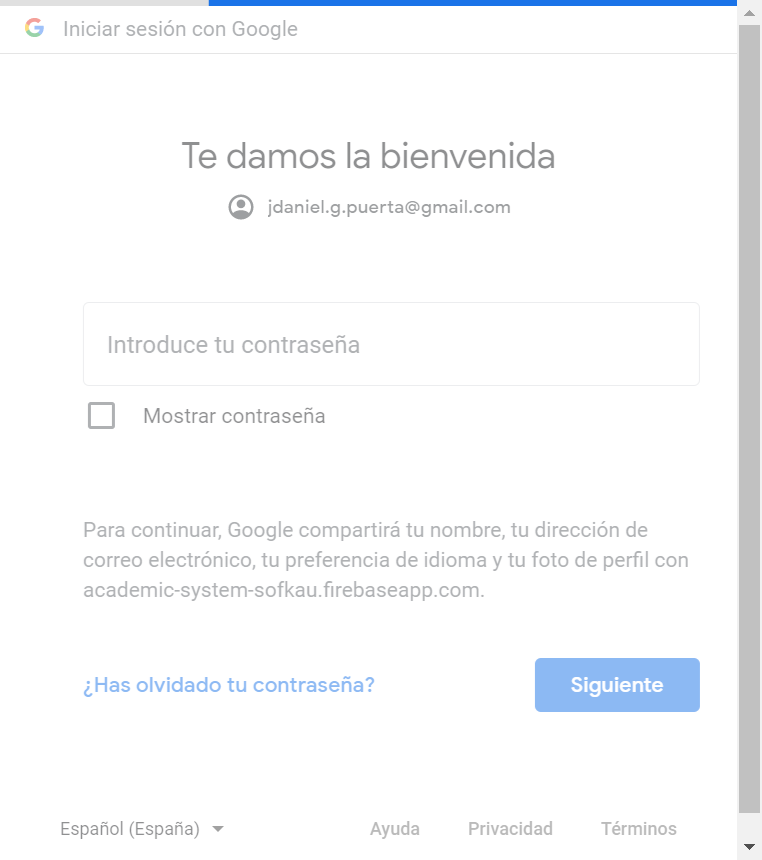 Iniciar sesión con Google
Te damos la bienvenida
jdaniel.g.puerta@gmail.com
Introduce tu contraseña
Mostrar contraseña
Para continuar, Google compartirá tu nombre, tu dirección de
correo electrónico, tu preferencia de idioma y tu foto de perfil con
academic-system-sofkau.firebaseapp.com.
¿Has olvidado tu contraseña?
Siguiente
Español (España)
Ayuda
Privacidad
Términos